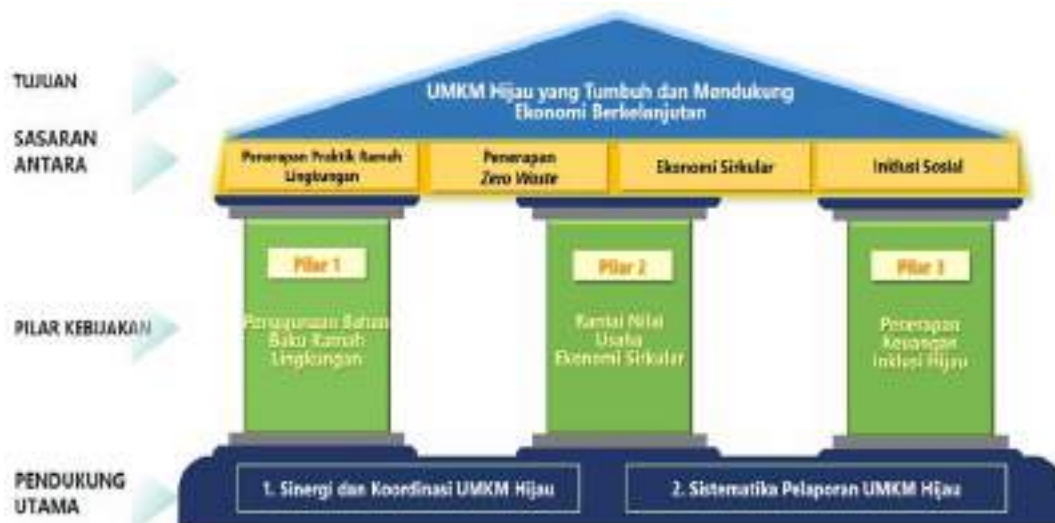 TUJUAN
UMKM Hijau yang Tumbuh dan Mendukung
Ekonomi Berkelanjutan
SASARAN
ANTARA
Penerapan Praktik Ramah
Lingkungan
Penerapan
Zero Waste
Ekonomi Sirkular
Inklusi Sosial
PILAR KEBIJAKAN
Pilar 1
Penggunaan Bahan
Baku Ramah
Lingkungan
Pilar 2
Rantai Nilai
Usaha
Ekonomi Sirkular
Pilar 3
Penerapan
Keuangan
Inklusi Hijau
PENDUKUNG
UTAMA
1. Sinergi dan Koordinasi UMKM Hijau
2. Sistematika Pelaporan UMKM Hijau